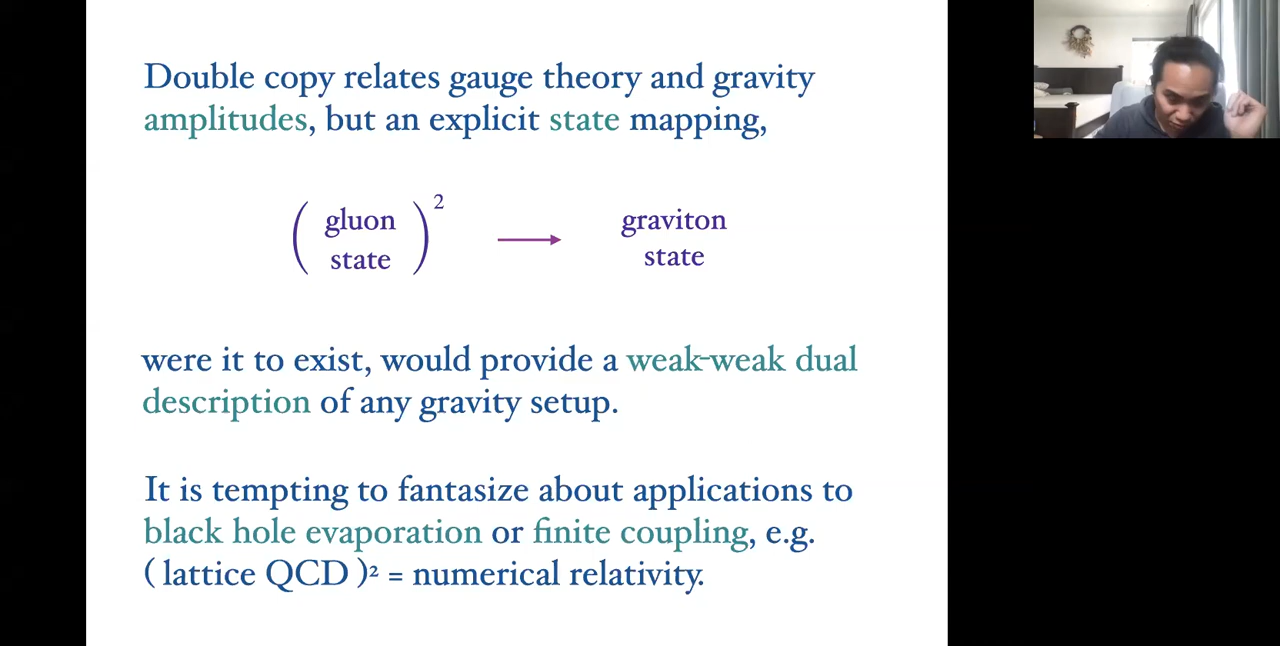 Double copy relates gauge theory and gravity
amplitudes, but an explicit state mapping,
( gluon state )² → graviton state
were it to exist, would provide a weak-weak dual
description of any gravity setup.
It is tempting to fantasize about applications to
black hole evaporation or finite coupling, e.g.
( lattice QCD )² = numerical relativity.